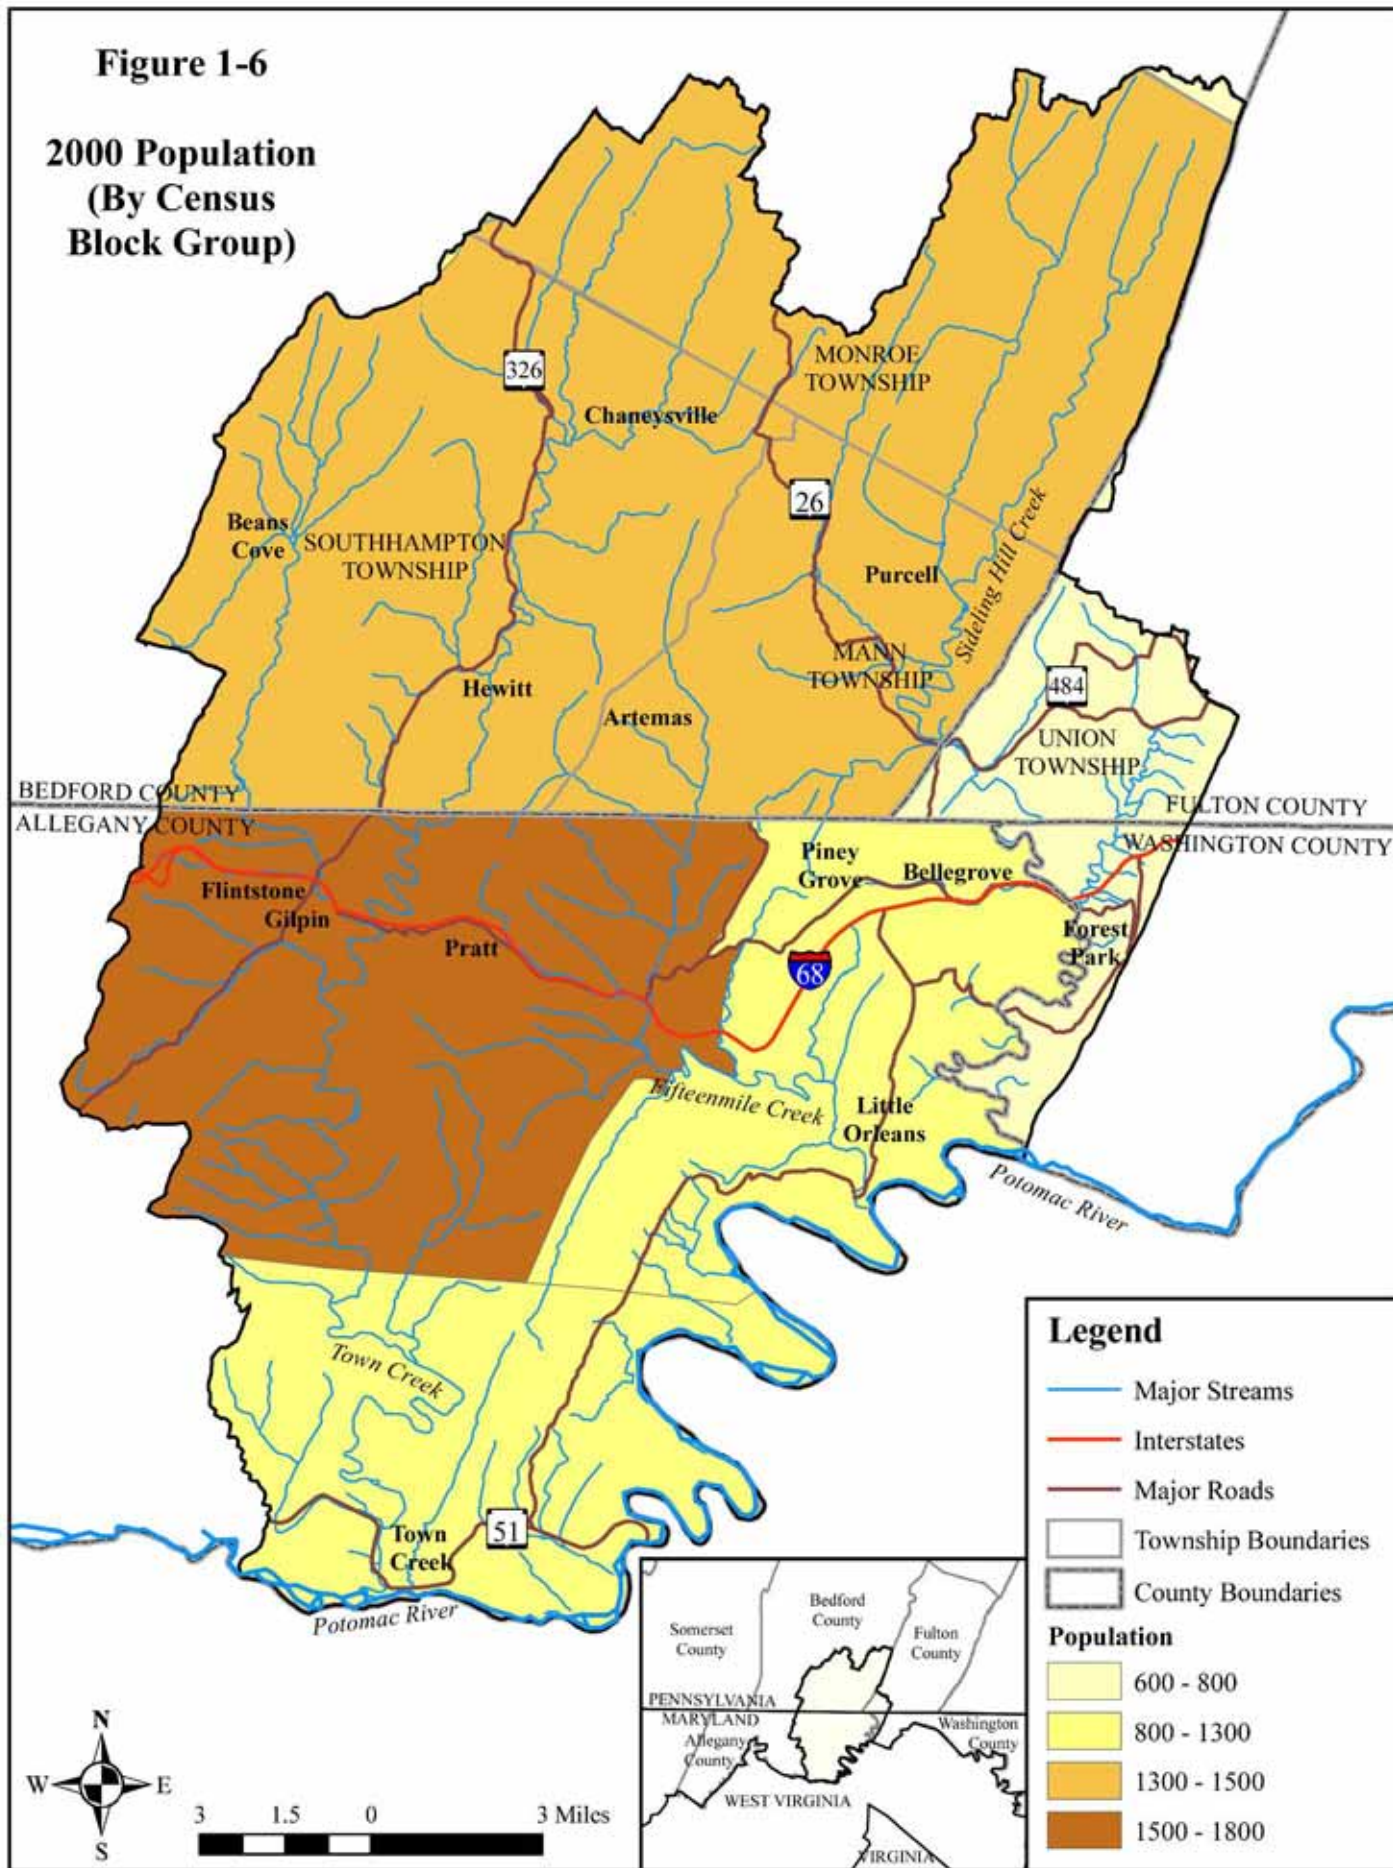 Figure 1-6
2000 Population
(By Census
Block Group)
326
MONROE
TOWNSHIP
Chaneysville
26
Beans
Cove
SOUTHHAMPTON
TOWNSHIP
Purcell
Sideling Hill Creek
MANN
TOWNSHIP
Hewitt
484
Artemas
UNION
TOWNSHIP
BEDFORD COUNTY
FULTON COUNTY
ALLEGANY COUNTY
WASHINGTON COUNTY
Piney
Grove
Bellegrove
Flintstone
Gilpin
Pratt
Forest
Park
68
Fifteenmile Creek
Little
Orleans
Potomac River
Town Creek
51
Town
Creek
Potomac River
Legend
Major Streams
Interstates
Major Roads
Township Boundaries
County Boundaries
Population
600 - 800
800 - 1300
1300 - 1500
1500 - 1800
Bedford
County
Somerset
County
Fulton
County
PENNSYLVANIA
MARYLAND
Allegany
County
Washington
County
WEST VIRGINIA
VIRGINIA
N
W E
S
3 1.5 0 3 Miles